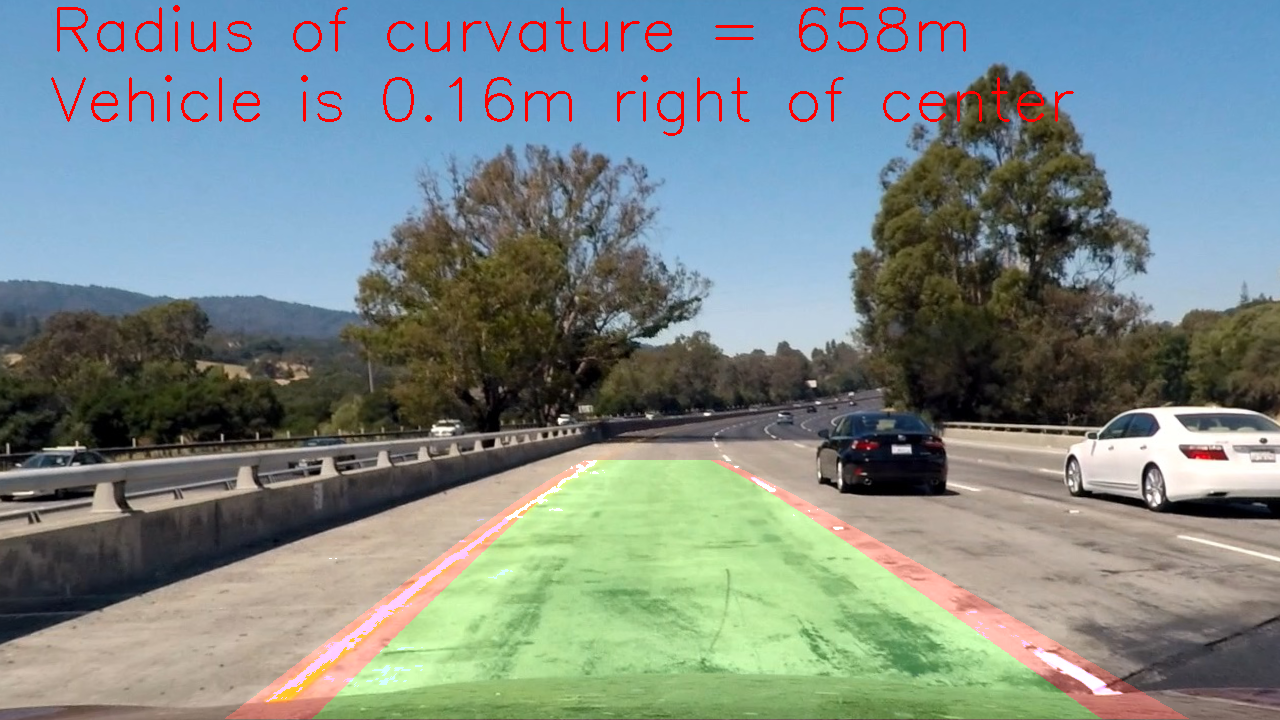 Radius of curvature = 658m
Vehicle is 0.16m right of center